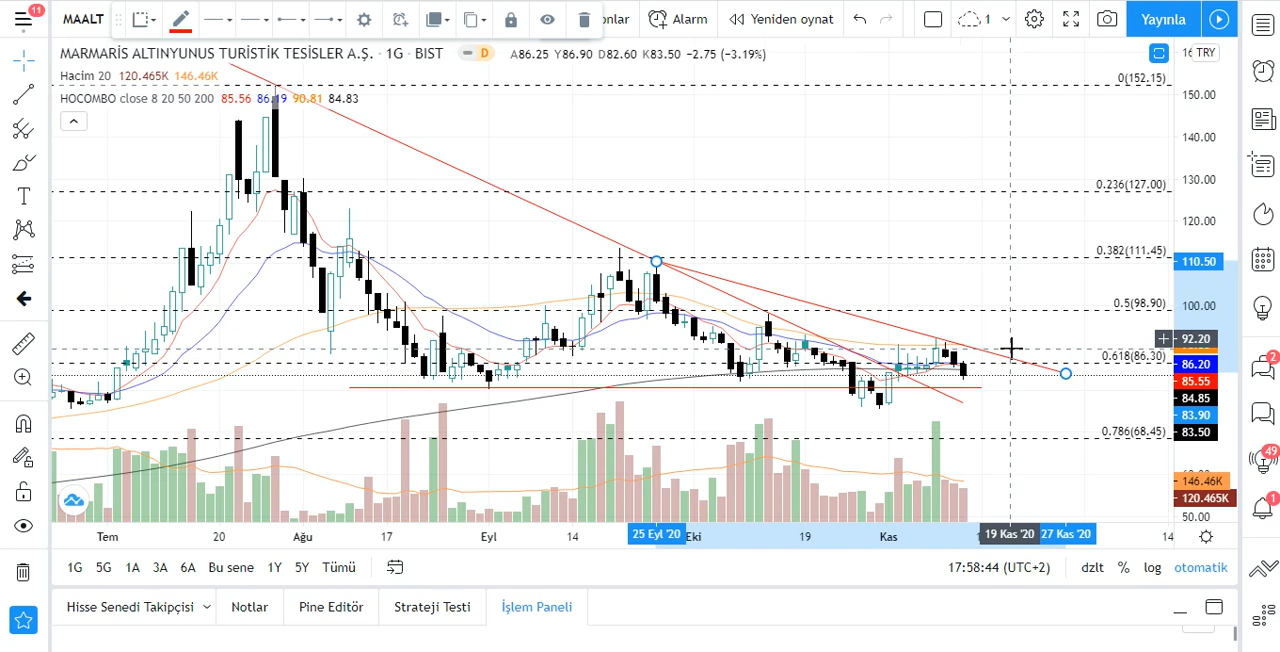 11
MAALT
onlar
Alarm
Yeniden oynat
1
Yayınla
MARMARİS ALTINYUNUS TURİSTİK TESİSLER A.Ş. · 1G · BIST
D
A86.25 Y86.90 D82.60 K83.50 −2.75 (−3.19%)
TRY
Hacim 20 120.465K 146.46K
0(152.15)
HOCOMBO close 8 20 50 200 85.56 86.19 90.81 84.83
150.00
140.00
130.00
0.236(127.00)
120.00
0.382(111.45)
110.50
0.5(98.90)
100.00
92.20
0.618(86.30)
86.20
85.55
84.85
83.90
83.50
0.786(68.45)
146.46K
120.465K
50.00
2
49
1
Tem 20 Ağu 17 Eyl 14 25 Eyl '20 Eki 19 Kas 19 Kas '20 27 Kas '20 14
1G 5G 1A 3A 6A Bu sene 1Y 5Y Tümü
17:58:44 (UTC+2) dzlt % log otomatik
Hisse Senedi Takipçisi Notlar Pine Editör Strateji Testi İşlem Paneli